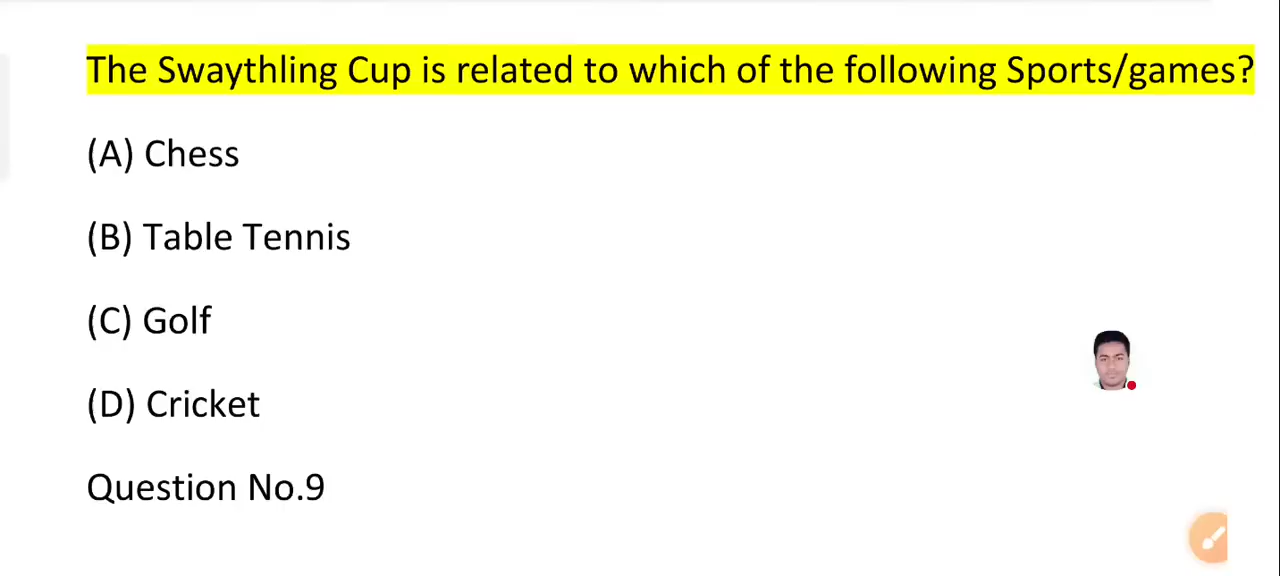 The Swaythling Cup is related to which of the following Sports/games?
(A) Chess
(B) Table Tennis
(C) Golf
(D) Cricket
Question No.9